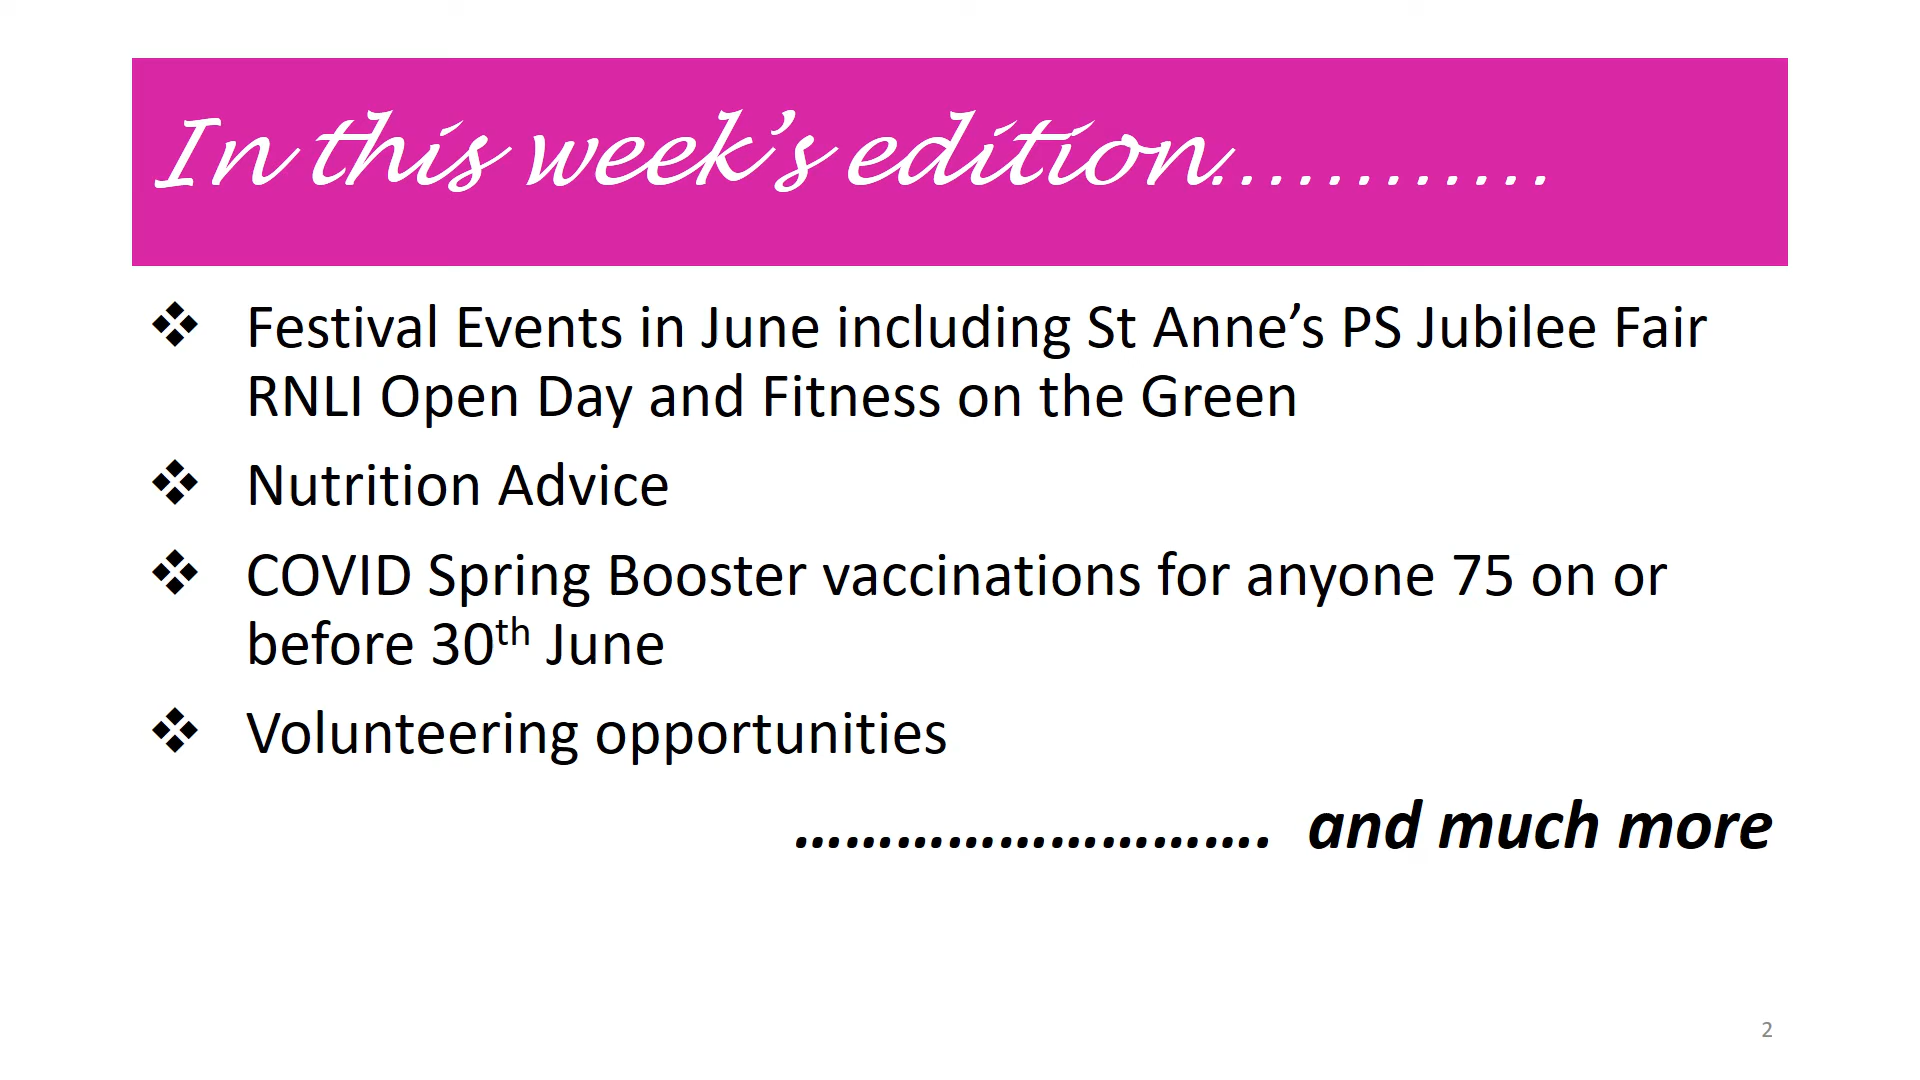 In this week’s edition...........
❖ Festival Events in June including St Anne’s PS Jubilee Fair
RNLI Open Day and Fitness on the Green
❖ Nutrition Advice
❖ COVID Spring Booster vaccinations for anyone 75 on or
before 30th June
❖ Volunteering opportunities
………………………. and much more
2